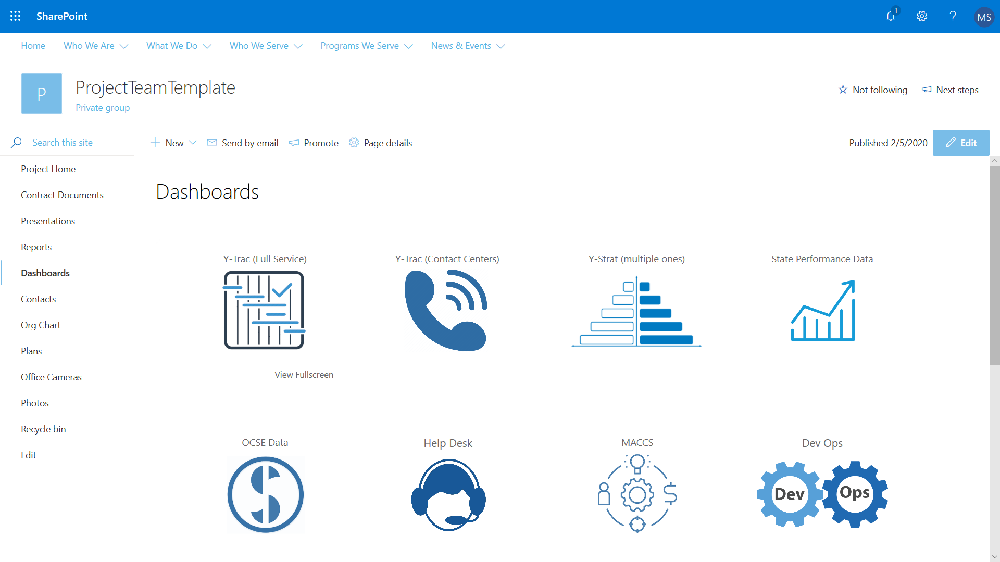 SharePoint
1
MS
Home
Who We Are
What We Do
Who We Serve
Programs We Serve
News & Events
P
ProjectTeamTemplate
Private group
Not following
Next steps
Search this site
New
Send by email
Promote
Page details
Published 2/5/2020
Edit
Project Home
Contract Documents
Presentations
Reports
Dashboards
Contacts
Org Chart
Plans
Office Cameras
Photos
Recycle bin
Edit
Dashboards
Y-Trac (Full Service)
Y-Trac (Contact Centers)
Y-Strat (multiple ones)
State Performance Data
View Fullscreen
OCSE Data
Help Desk
MACCS
Dev Ops
Dev
Ops